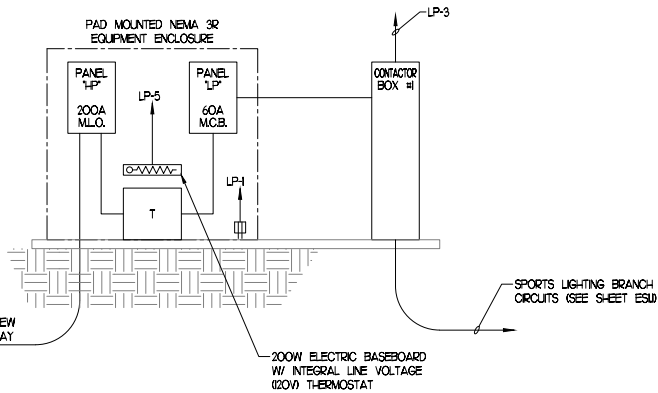 PAD MOUNTED NEMA 3R
EQUIPMENT ENCLOSURE
LP-3
PANEL
"HP"
200A
M.L.O.
LP-5
PANEL
"LP"
60A
M.C.B.
CONTACTOR
BOX #1
LP-1
T
SPORTS LIGHTING BRANCH
CIRCUITS (SEE SHEET ES1.1)
EW
AY
200W ELECTRIC BASEBOARD
W/ INTEGRAL LINE VOLTAGE
(120V) THERMOSTAT